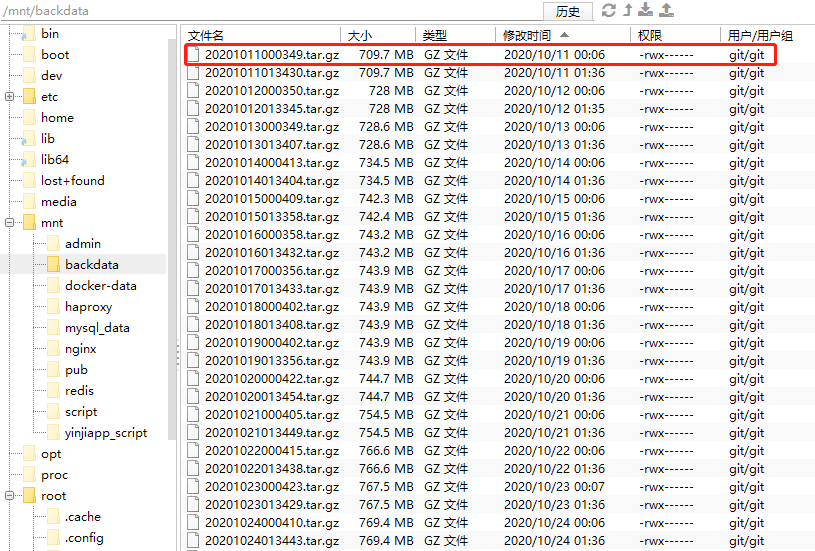 /mnt/backdata 历史
bin
boot
dev
etc
home
lib
lib64
lost+found
media
mnt
admin
backdata
docker-data
haproxy
mysql_data
nginx
pub
redis
script
yinjiapp_script
opt
proc
root
.cache
.config
文件名 大小 类型 修改时间 权限 用户/用户组
20201011000349.tar.gz 709.7 MB GZ 文件 2020/10/11 00:06 -rwx------ git/git
20201011013430.tar.gz 709.7 MB GZ 文件 2020/10/11 01:36 -rwx------ git/git
20201012000350.tar.gz 728 MB GZ 文件 2020/10/12 00:06 -rwx------ git/git
20201012013345.tar.gz 728 MB GZ 文件 2020/10/12 01:35 -rwx------ git/git
20201013000349.tar.gz 728.6 MB GZ 文件 2020/10/13 00:06 -rwx------ git/git
20201013013407.tar.gz 728.6 MB GZ 文件 2020/10/13 01:36 -rwx------ git/git
20201014000413.tar.gz 734.5 MB GZ 文件 2020/10/14 00:06 -rwx------ git/git
20201014013404.tar.gz 734.5 MB GZ 文件 2020/10/14 01:36 -rwx------ git/git
20201015000409.tar.gz 742.3 MB GZ 文件 2020/10/15 00:06 -rwx------ git/git
20201015013358.tar.gz 742.4 MB GZ 文件 2020/10/15 01:36 -rwx------ git/git
20201016000358.tar.gz 743.2 MB GZ 文件 2020/10/16 00:06 -rwx------ git/git
20201016013432.tar.gz 743.2 MB GZ 文件 2020/10/16 01:36 -rwx------ git/git
20201017000356.tar.gz 743.9 MB GZ 文件 2020/10/17 00:06 -rwx------ git/git
20201017013433.tar.gz 743.9 MB GZ 文件 2020/10/17 01:36 -rwx------ git/git
20201018000402.tar.gz 743.9 MB GZ 文件 2020/10/18 00:06 -rwx------ git/git
20201018013408.tar.gz 743.9 MB GZ 文件 2020/10/18 01:36 -rwx------ git/git
20201019000402.tar.gz 743.9 MB GZ 文件 2020/10/19 00:06 -rwx------ git/git
20201019013356.tar.gz 743.9 MB GZ 文件 2020/10/19 01:36 -rwx------ git/git
20201020000422.tar.gz 744.7 MB GZ 文件 2020/10/20 00:06 -rwx------ git/git
20201020013454.tar.gz 744.7 MB GZ 文件 2020/10/20 01:36 -rwx------ git/git
20201021000405.tar.gz 754.5 MB GZ 文件 2020/10/21 00:06 -rwx------ git/git
20201021013449.tar.gz 754.5 MB GZ 文件 2020/10/21 01:36 -rwx------ git/git
20201022000415.tar.gz 766.6 MB GZ 文件 2020/10/22 00:06 -rwx------ git/git
20201022013438.tar.gz 766.6 MB GZ 文件 2020/10/22 01:36 -rwx------ git/git
20201023000423.tar.gz 767.5 MB GZ 文件 2020/10/23 00:07 -rwx------ git/git
20201023013429.tar.gz 767.5 MB GZ 文件 2020/10/23 01:36 -rwx------ git/git
20201024000410.tar.gz 769.4 MB GZ 文件 2020/10/24 00:06 -rwx------ git/git
20201024013443.tar.gz 769.4 MB GZ 文件 2020/10/24 01:36 -rwx------ git/git